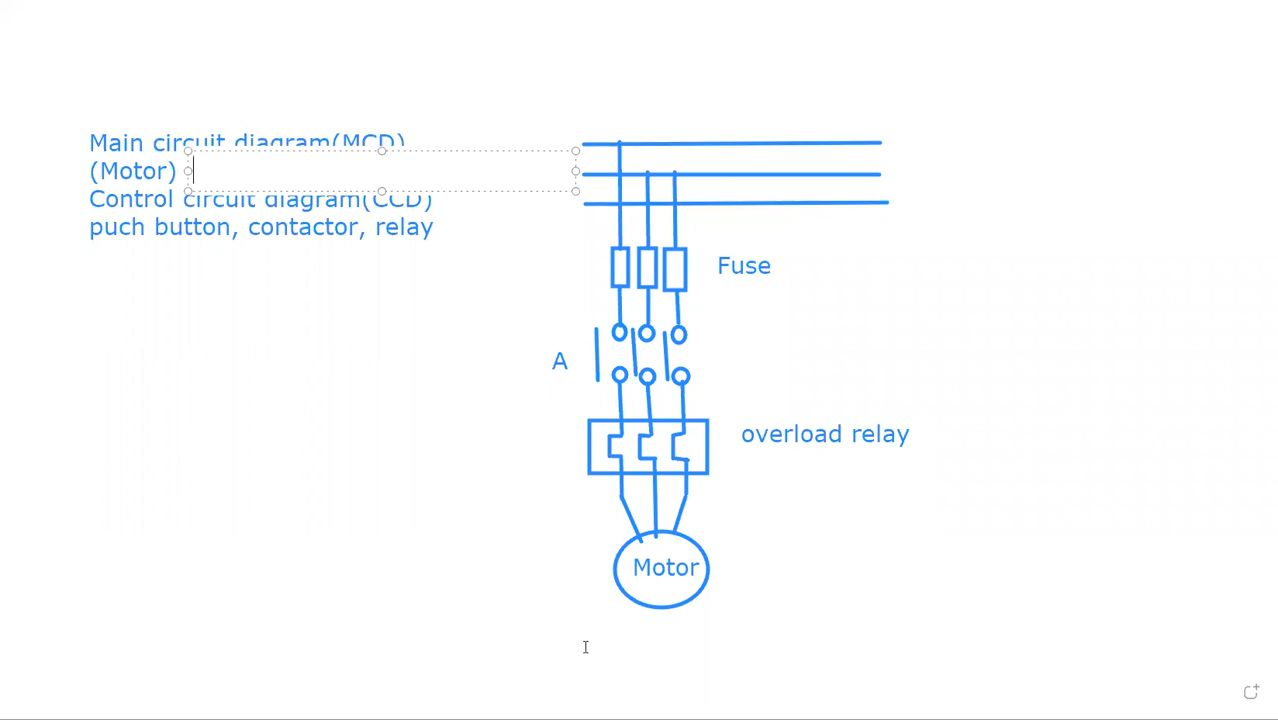 Main circuit diagram(MCD)
(Motor)
Control circuit diagram(CCD)
puch button, contactor, relay
Fuse
A
overload relay
Motor